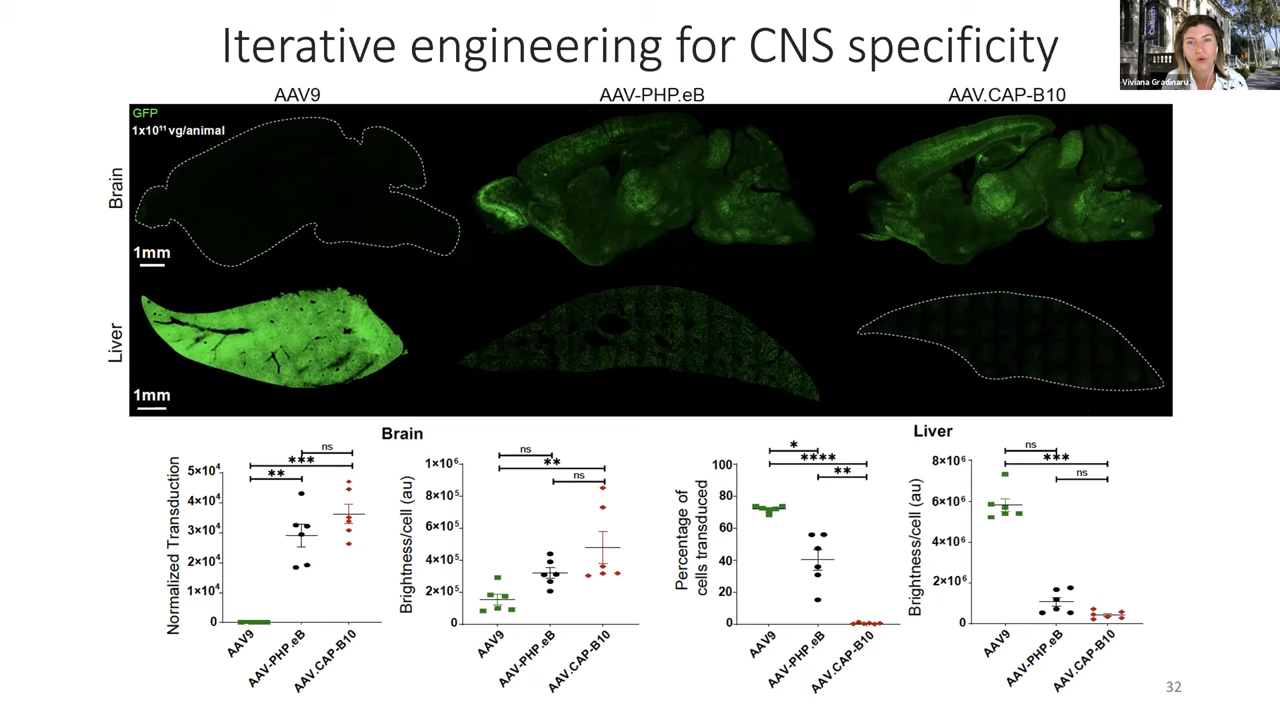 Iterative engineering for CNS specificity
Viviana Gradinaru
AAV9 AAV-PHP.eB AAV.CAP-B10
GFP
1x10¹¹ vg/animal
Brain
1mm
Liver
1mm
Brain
Normalized Transduction
5×10⁴
4×10⁴
3×10⁴
2×10⁴
1×10⁴
0
** *** ns
AAV9 AAV-PHP.eB AAV.CAP-B10
Brightness/cell (au)
1×10⁶
8×10⁵
6×10⁵
4×10⁵
2×10⁵
0
ns ** ns
AAV9 AAV-PHP.eB AAV.CAP-B10
Liver
Percentage of
cells transduced
100
80
60
40
20
0
* **** **
AAV9 AAV-PHP.eB AAV.CAP-B10
Brightness/cell (au)
8×10⁶
6×10⁶
4×10⁶
2×10⁶
0
ns *** ns
AAV9 AAV-PHP.eB AAV.CAP-B10
32